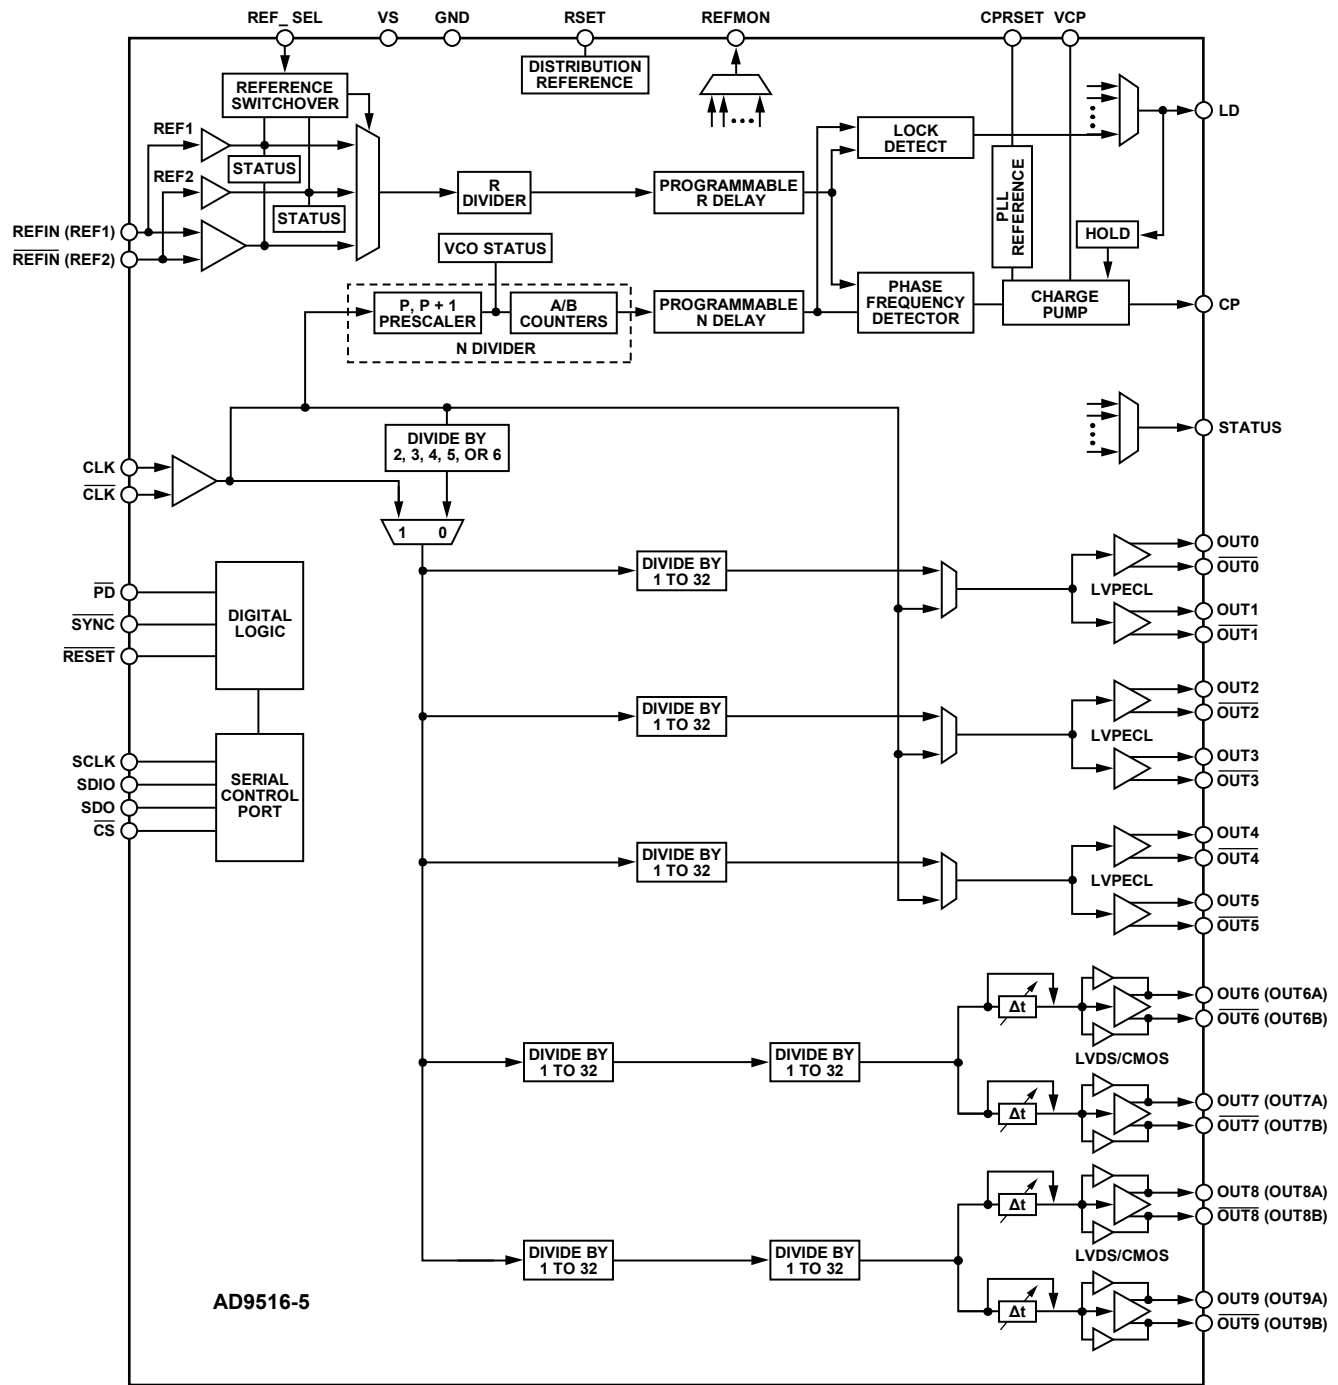 REF_ SEL
VS
GND
RSET
REFMON
CPRSET
VCP
DISTRIBUTION
REFERENCE
REFERENCE
SWITCHOVER
REF1
STATUS
REF2
STATUS
REFIN (REF1)
REFIN (REF2)
R
DIVIDER
PROGRAMMABLE
R DELAY
LOCK
DETECT
LD
PLL
REFERENCE
HOLD
VCO STATUS
P, P + 1
PRESCALER
A/B
COUNTERS
N DIVIDER
PROGRAMMABLE
N DELAY
PHASE
FREQUENCY
DETECTOR
CHARGE
PUMP
CP
STATUS
CLK
CLK
DIVIDE BY
2, 3, 4, 5, OR 6
1 0
PD
SYNC
RESET
DIGITAL
LOGIC
SCLK
SDIO
SDO
CS
SERIAL
CONTROL
PORT
DIVIDE BY
1 TO 32
LVPECL
OUT0
OUT0
OUT1
OUT1
DIVIDE BY
1 TO 32
LVPECL
OUT2
OUT2
OUT3
OUT3
DIVIDE BY
1 TO 32
LVPECL
OUT4
OUT4
OUT5
OUT5
DIVIDE BY
1 TO 32
DIVIDE BY
1 TO 32
Δt
Δt
LVDS/CMOS
OUT6 (OUT6A)
OUT6 (OUT6B)
OUT7 (OUT7A)
OUT7 (OUT7B)
DIVIDE BY
1 TO 32
DIVIDE BY
1 TO 32
Δt
Δt
LVDS/CMOS
OUT8 (OUT8A)
OUT8 (OUT8B)
OUT9 (OUT9A)
OUT9 (OUT9B)
AD9516-5